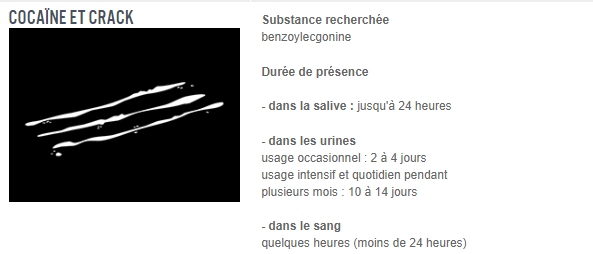 COCAÏNE ET CRACK
Substance recherchée
benzoylecgonine
Durée de présence
- dans la salive : jusqu'à 24 heures
- dans les urines
usage occasionnel : 2 à 4 jours
usage intensif et quotidien pendant
plusieurs mois : 10 à 14 jours
- dans le sang
quelques heures (moins de 24 heures)